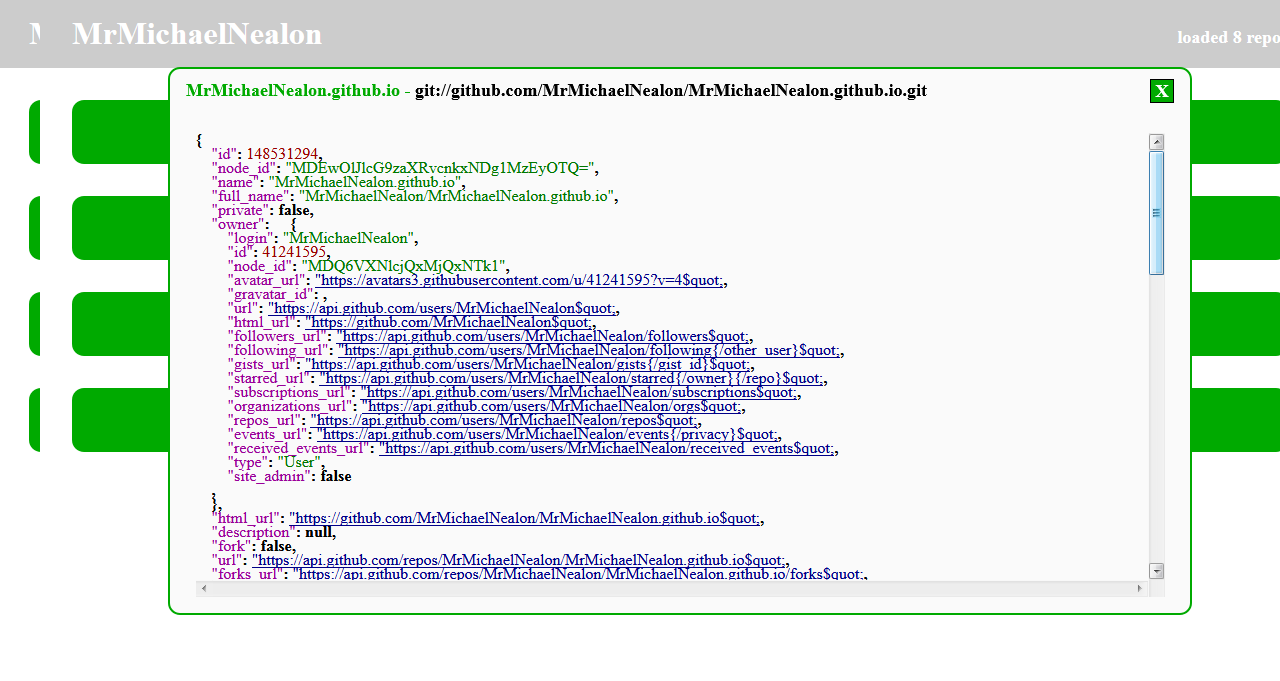 MrMichaelNealon
loaded 8 repo
MrMichaelNealon.github.io - git://github.com/MrMichaelNealon/MrMichaelNealon.github.io.git
X
{
"id": 148531294,
"node_id": "MDEwOlJlcG9zaXRvcnkxNDg1MzEyOTQ=",
"name": "MrMichaelNealon.github.io",
"full_name": "MrMichaelNealon/MrMichaelNealon.github.io",
"private": false,
"owner": {
"login": "MrMichaelNealon",
"id": 41241595,
"node_id": "MDQ6VXNlcjQxMjQxNTk1",
"avatar_url": "https://avatars3.githubusercontent.com/u/41241595?v=4$quot;,
"gravatar_id": ,
"url": "https://api.github.com/users/MrMichaelNealon$quot;,
"html_url": "https://github.com/MrMichaelNealon$quot;,
"followers_url": "https://api.github.com/users/MrMichaelNealon/followers$quot;,
"following_url": "https://api.github.com/users/MrMichaelNealon/following{/other_user}$quot;,
"gists_url": "https://api.github.com/users/MrMichaelNealon/gists{/gist_id}$quot;,
"starred_url": "https://api.github.com/users/MrMichaelNealon/starred{/owner}{/repo}$quot;,
"subscriptions_url": "https://api.github.com/users/MrMichaelNealon/subscriptions$quot;,
"organizations_url": "https://api.github.com/users/MrMichaelNealon/orgs$quot;,
"repos_url": "https://api.github.com/users/MrMichaelNealon/repos$quot;,
"events_url": "https://api.github.com/users/MrMichaelNealon/events{/privacy}$quot;,
"received_events_url": "https://api.github.com/users/MrMichaelNealon/received_events$quot;,
"type": "User",
"site_admin": false
,
},
"html_url": "https://github.com/MrMichaelNealon/MrMichaelNealon.github.io$quot;,
"description": null,
"fork": false,
"url": "https://api.github.com/repos/MrMichaelNealon/MrMichaelNealon.github.io$quot;,
"forks_url": "https://api.github.com/repos/MrMichaelNealon/MrMichaelNealon.github.io/forks$quot;,